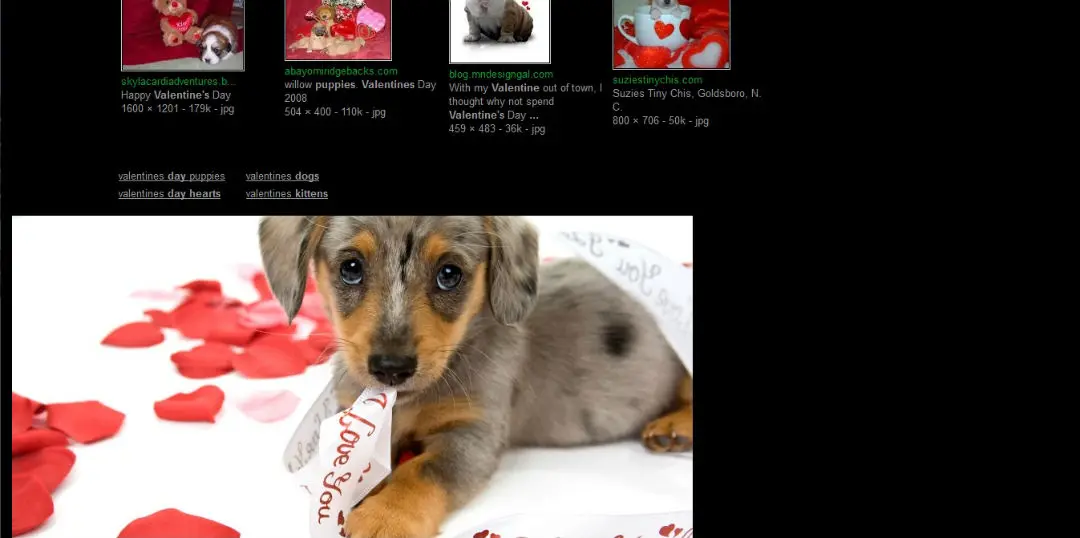 skylacardiadventures.b...
Happy Valentine's Day
1600 × 1201 - 179k - jpg
abayomiridgebacks.com
willow puppies. Valentines Day
2008
504 × 400 - 110k - jpg
blog.mndesigngal.com
With my Valentine out of town, I
thought why not spend
Valentine's Day ...
459 × 483 - 36k - jpg
suziestinychis.com
Suzies Tiny Chis, Goldsboro, N.
C.
800 × 706 - 50k - jpg
valentines day puppies
valentines dogs
valentines day hearts
valentines kittens
you
I Love You